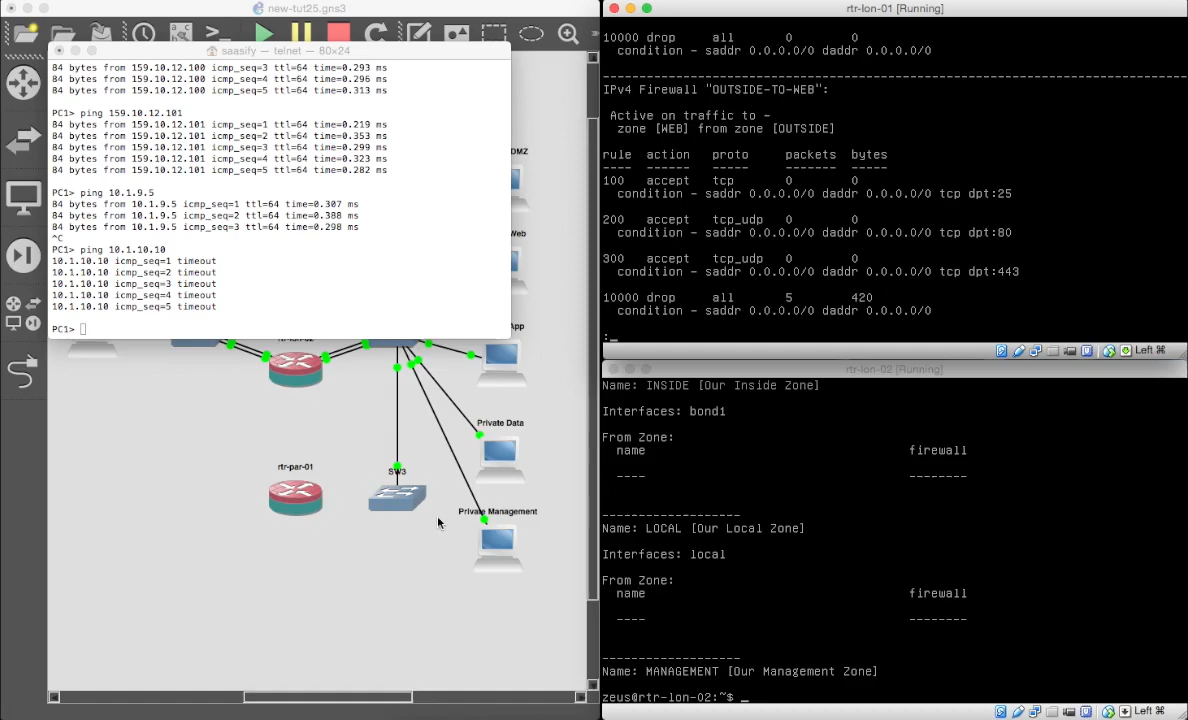 new-tut25.gns3
saasify — telnet — 80×24
84 bytes from 159.10.12.100 icmp_seq=3 ttl=64 time=0.293 ms
84 bytes from 159.10.12.100 icmp_seq=4 ttl=64 time=0.296 ms
84 bytes from 159.10.12.100 icmp_seq=5 ttl=64 time=0.313 ms
PC1> ping 159.10.12.101
84 bytes from 159.10.12.101 icmp_seq=1 ttl=64 time=0.219 ms
84 bytes from 159.10.12.101 icmp_seq=2 ttl=64 time=0.353 ms
84 bytes from 159.10.12.101 icmp_seq=3 ttl=64 time=0.299 ms
84 bytes from 159.10.12.101 icmp_seq=4 ttl=64 time=0.323 ms
84 bytes from 159.10.12.101 icmp_seq=5 ttl=64 time=0.282 ms
PC1> ping 10.1.9.5
84 bytes from 10.1.9.5 icmp_seq=1 ttl=64 time=0.307 ms
84 bytes from 10.1.9.5 icmp_seq=2 ttl=64 time=0.388 ms
84 bytes from 10.1.9.5 icmp_seq=3 ttl=64 time=0.298 ms
^C
PC1> ping 10.1.10.10
10.1.10.10 icmp_seq=1 timeout
10.1.10.10 icmp_seq=2 timeout
10.1.10.10 icmp_seq=3 timeout
10.1.10.10 icmp_seq=4 timeout
10.1.10.10 icmp_seq=5 timeout
PC1>
DMZ
Web
App
Private Data
rtr-par-01
SW3
Private Management
rtr-lon-01 [Running]
10000 drop all 0 0
condition - saddr 0.0.0.0/0 daddr 0.0.0.0/0
--------------------------------------------------------------------------------
IPv4 Firewall "OUTSIDE-TO-WEB":
Active on traffic to -
zone [WEB] from zone [OUTSIDE]
rule action proto packets bytes
---- ------ ----- ------- -----
100 accept tcp 0 0
condition - saddr 0.0.0.0/0 daddr 0.0.0.0/0 tcp dpt:25
200 accept tcp_udp 0 0
condition - saddr 0.0.0.0/0 daddr 0.0.0.0/0 tcp dpt:80
300 accept tcp_udp 0 0
condition - saddr 0.0.0.0/0 daddr 0.0.0.0/0 tcp dpt:443
10000 drop all 5 420
condition - saddr 0.0.0.0/0 daddr 0.0.0.0/0
:_
Left ⌘
rtr-lon-02 [Running]
Name: INSIDE [Our Inside Zone]
Interfaces: bond1
From Zone:
name firewall
---- --------
-------------------
Name: LOCAL [Our Local Zone]
Interfaces: local
From Zone:
name firewall
---- --------
-------------------
Name: MANAGEMENT [Our Management Zone]
zeus@rtr-lon-02:~$ _
Left ⌘